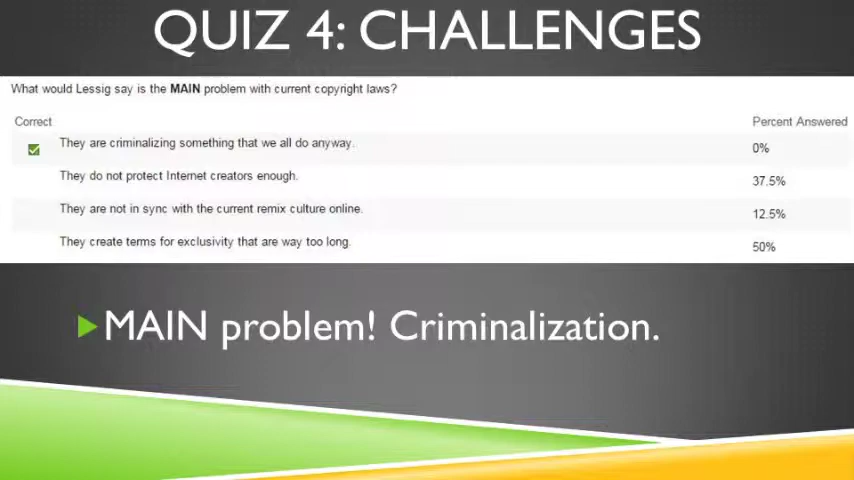 QUIZ 4: CHALLENGES
What would Lessig say is the MAIN problem with current copyright laws?
Correct Percent Answered
They are criminalizing something that we all do anyway. 0%
They do not protect Internet creators enough. 37.5%
They are not in sync with the current remix culture online. 12.5%
They create terms for exclusivity that are way too long. 50%
MAIN problem! Criminalization.